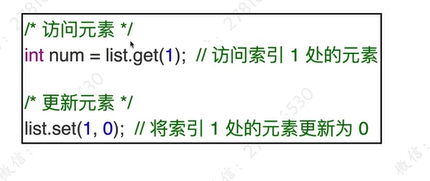 /* 访问元素 */
int num = list.get(1);  // 访问索引 1 处的元素
/* 更新元素 */
list.set(1, 0);  // 将索引 1 处的元素更新为 0